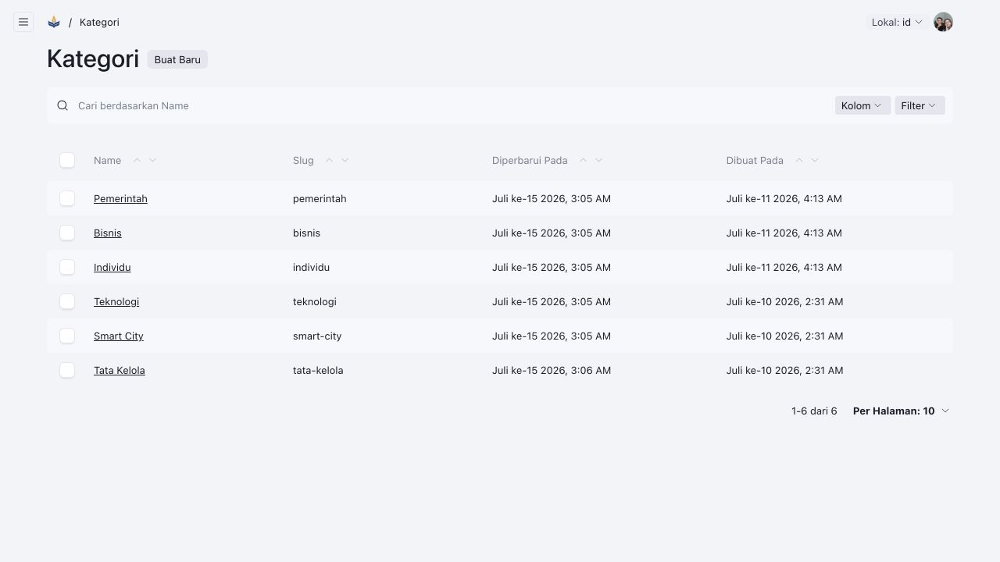 / Kategori
Lokal: id
Kategori
Buat Baru
Cari berdasarkan Name
Kolom
Filter
Name Slug Diperbarui Pada Dibuat Pada
Pemerintah pemerintah Juli ke-15 2026, 3:05 AM Juli ke-11 2026, 4:13 AM
Bisnis bisnis Juli ke-15 2026, 3:05 AM Juli ke-11 2026, 4:13 AM
Individu individu Juli ke-15 2026, 3:05 AM Juli ke-11 2026, 4:13 AM
Teknologi teknologi Juli ke-15 2026, 3:05 AM Juli ke-10 2026, 2:31 AM
Smart City smart-city Juli ke-15 2026, 3:05 AM Juli ke-10 2026, 2:31 AM
Tata Kelola tata-kelola Juli ke-15 2026, 3:06 AM Juli ke-10 2026, 2:31 AM
1-6 dari 6 Per Halaman: 10